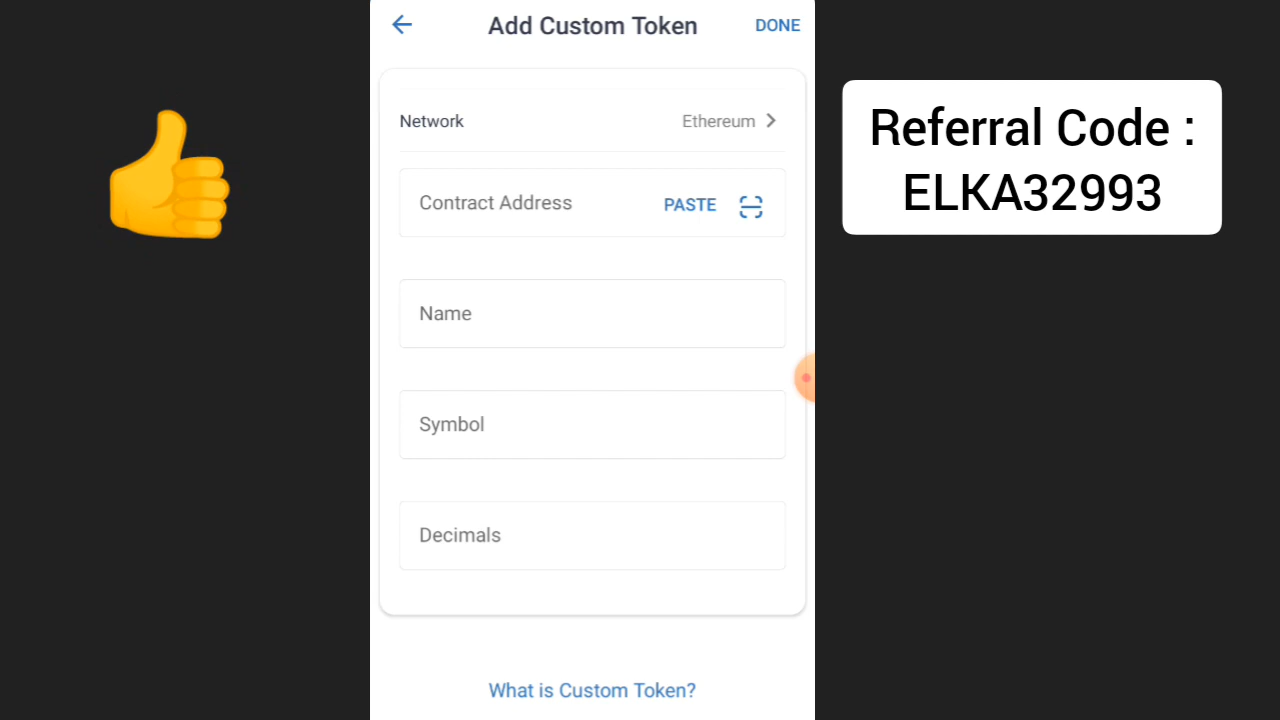 Add Custom Token
DONE
Network
Ethereum
Contract Address
PASTE
Name
Symbol
Decimals
What is Custom Token?
Referral Code :
ELKA32993